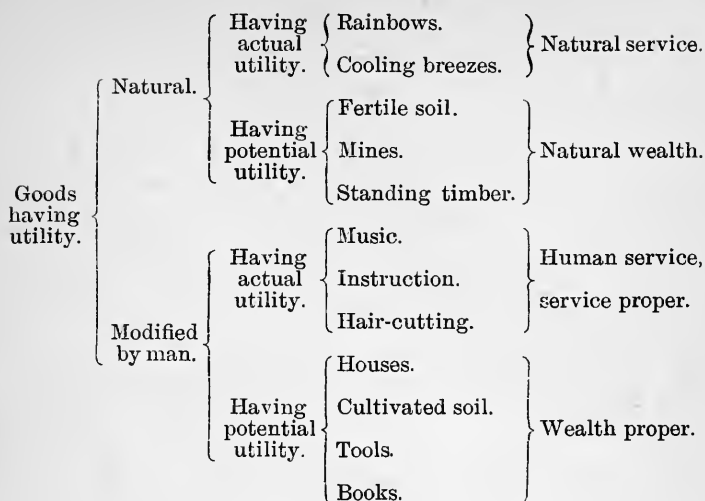 Having actual utility.
Rainbows.
Cooling breezes.
Natural service.
Natural.
Having potential utility.
Fertile soil.
Mines.
Standing timber.
Natural wealth.
Goods having utility.
Having actual utility.
Music.
Instruction.
Hair-cutting.
Human service,
service proper.
Modified by man.
Having potential utility.
Houses.
Cultivated soil.
Tools.
Books.
Wealth proper.